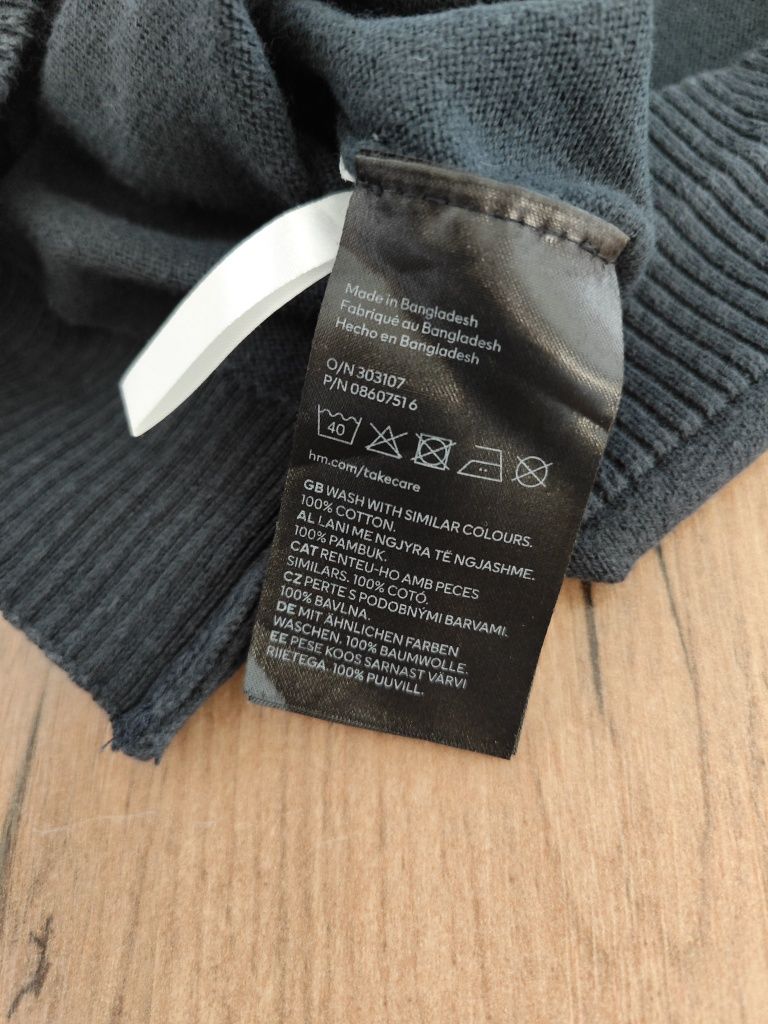 Made in Bangladesh
Fabriqué au Bangladesh
Hecho en Bangladesh
O/N 303107
P/N 08607516
40
hm.com/takecare
GB WASH WITH SIMILAR COLOURS.
100% COTTON.
AL LANI ME NGJYRA TË NGJASHME.
100% PAMBUK.
CAT RENTEU-HO AMB PECES
SIMILARS. 100% COTÓ.
CZ PERTE S PODOBNÝMI BARVAMI.
100% BAVLNA.
DE MIT ÄHNLICHEN FARBEN
WASCHEN. 100% BAUMWOLLE.
EE PESE KOOS SARNAST VÄRVI
RIIETEGA. 100% PUUVILL.